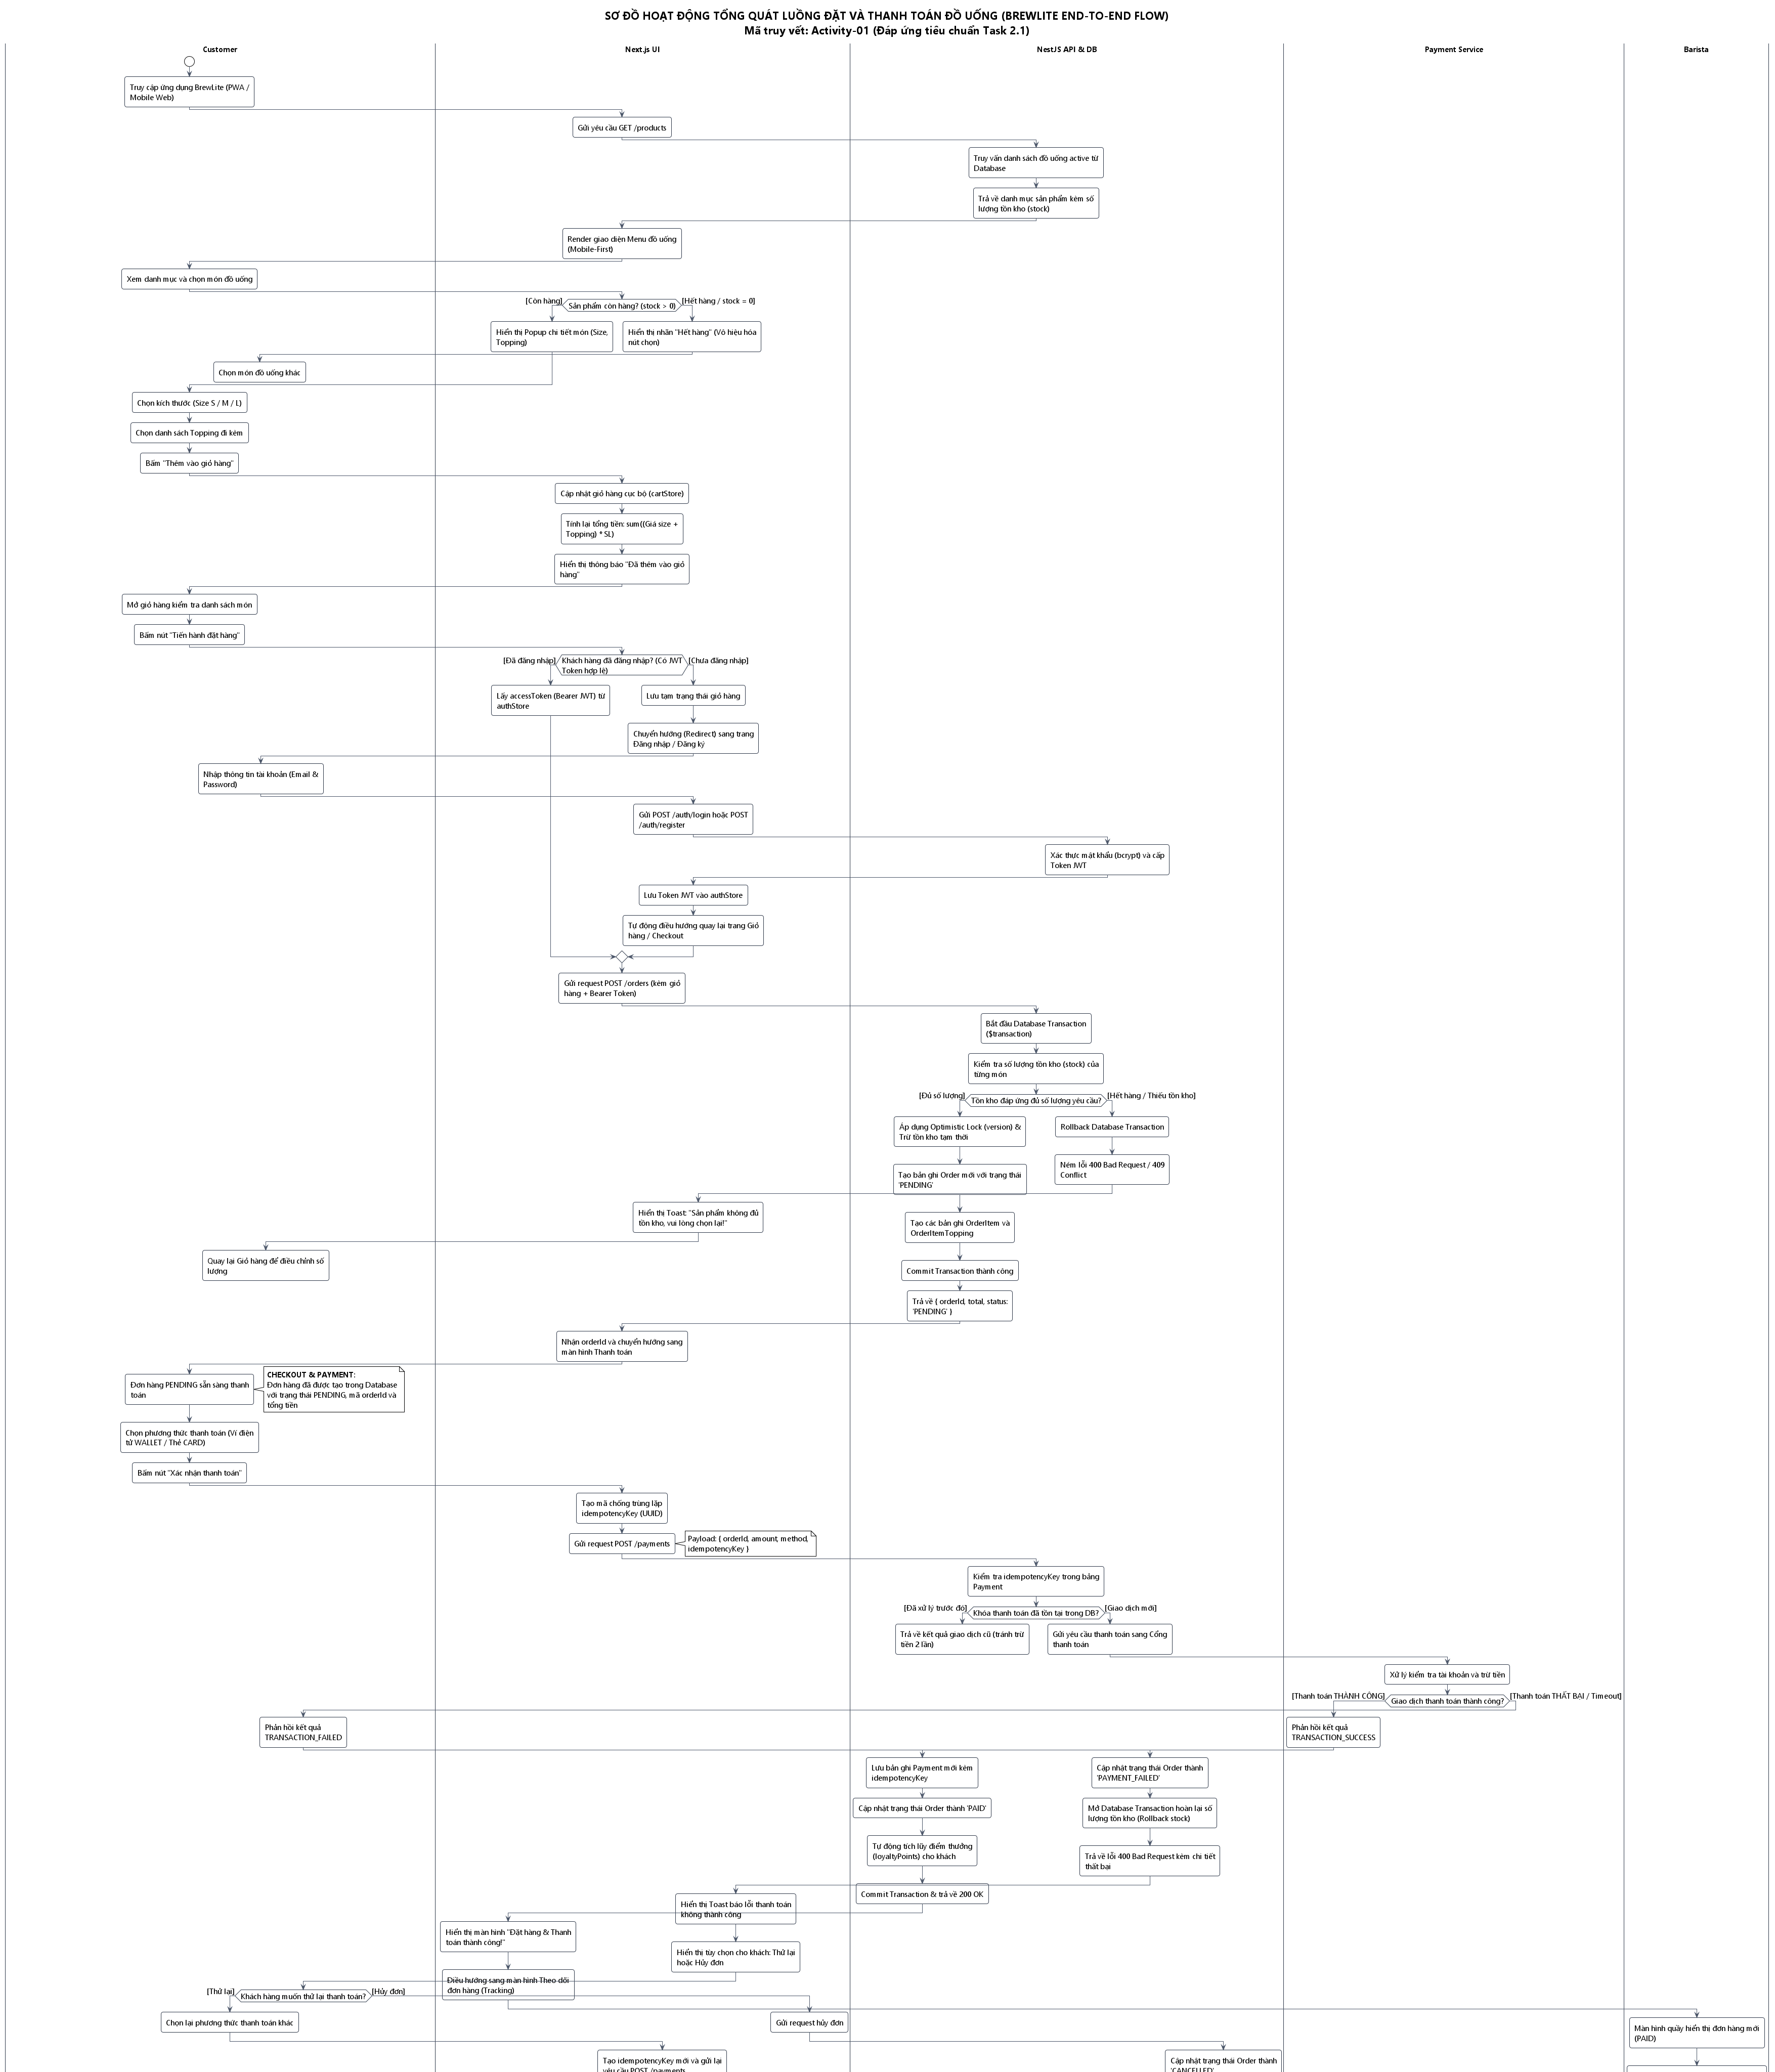 SƠ ĐỒ HOẠT ĐỘNG TỔNG QUÁT LUỒNG ĐẶT VÀ THANH TOÁN ĐỒ UỐNG (BREWLITE END-TO-END FLOW)
Mã truy vết: Activity-01 (Đáp ứng tiêu chuẩn Task 2.1)
Customer
Next.js UI
NestJS API & DB
Payment Service
Barista
Truy cập ứng dụng BrewLite (PWA /
Mobile Web)
Gửi yêu cầu GET /products
Truy vấn danh sách đồ uống active từ
Database
Trả về danh mục sản phẩm kèm số
lượng tồn kho (stock)
Render giao diện Menu đồ uống
(Mobile-First)
Xem danh mục và chọn món đồ uống
[Còn hàng]
Sản phẩm còn hàng? (stock > 0)
[Hết hàng / stock = 0]
Hiển thị Popup chi tiết món (Size,
Topping)
Hiển thị nhãn "Hết hàng" (Vô hiệu hóa
nút chọn)
Chọn món đồ uống khác
Chọn kích thước (Size S / M / L)
Chọn danh sách Topping đi kèm
Bấm "Thêm vào giỏ hàng"
Cập nhật giỏ hàng cục bộ (cartStore)
Tính lại tổng tiền: sum((Giá size +
Topping) * SL)
Hiển thị thông báo "Đã thêm vào giỏ
hàng"
Mở giỏ hàng kiểm tra danh sách món
Bấm nút "Tiến hành đặt hàng"
[Đã đăng nhập]
Khách hàng đã đăng nhập? (Có JWT
Token hợp lệ)
[Chưa đăng nhập]
Lấy accessToken (Bearer JWT) từ
authStore
Lưu tạm trạng thái giỏ hàng
Chuyển hướng (Redirect) sang trang
Đăng nhập / Đăng ký
Nhập thông tin tài khoản (Email &
Password)
Gửi POST /auth/login hoặc POST
/auth/register
Xác thực mật khẩu (bcrypt) và cấp
Token JWT
Lưu Token JWT vào authStore
Tự động điều hướng quay lại trang Giỏ
hàng / Checkout
Gửi request POST /orders (kèm giỏ
hàng + Bearer Token)
Bắt đầu Database Transaction
($transaction)
Kiểm tra số lượng tồn kho (stock) của
từng món
[Đủ số lượng]
Tồn kho đáp ứng đủ số lượng yêu cầu?
[Hết hàng / Thiếu tồn kho]
Áp dụng Optimistic Lock (version) &
Trừ tồn kho tạm thời
Rollback Database Transaction
Tạo bản ghi Order mới với trạng thái
'PENDING'
Ném lỗi 400 Bad Request / 409
Conflict
Hiển thị Toast: "Sản phẩm không đủ
tồn kho, vui lòng chọn lại!"
Tạo các bản ghi OrderItem và
OrderItemTopping
Quay lại Giỏ hàng để điều chỉnh số
lượng
Commit Transaction thành công
Trả về { orderId, total, status:
'PENDING' }
Nhận orderId và chuyển hướng sang
màn hình Thanh toán
Đơn hàng PENDING sẵn sàng thanh
toán
CHECKOUT & PAYMENT:
Đơn hàng đã được tạo trong Database
với trạng thái PENDING, mã orderId và
tổng tiền
Chọn phương thức thanh toán (Ví điện
tử WALLET / Thẻ CARD)
Bấm nút "Xác nhận thanh toán"
Tạo mã chống trùng lặp
idempotencyKey (UUID)
Gửi request POST /payments
Payload: { orderId, amount, method,
idempotencyKey }
Kiểm tra idempotencyKey trong bảng
Payment
[Đã xử lý trước đó]
Khóa thanh toán đã tồn tại trong DB?
[Giao dịch mới]
Trả về kết quả giao dịch cũ (tránh trừ
tiền 2 lần)
Gửi yêu cầu thanh toán sang Cổng
thanh toán
Xử lý kiểm tra tài khoản và trừ tiền
[Thanh toán THÀNH CÔNG]
Giao dịch thanh toán thành công?
[Thanh toán THẤT BẠI / Timeout]
Phản hồi kết quả
TRANSACTION_FAILED
Phản hồi kết quả
TRANSACTION_SUCCESS
Lưu bản ghi Payment mới kèm
idempotencyKey
Cập nhật trạng thái Order thành
'PAYMENT_FAILED'
Cập nhật trạng thái Order thành 'PAID'
Mở Database Transaction hoàn lại số
lượng tồn kho (Rollback stock)
Tự động tích lũy điểm thưởng
(loyaltyPoints) cho khách
Trả về lỗi 400 Bad Request kèm chi tiết
thất bại
Commit Transaction & trả về 200 OK
Hiển thị Toast báo lỗi thanh toán
không thành công
Hiển thị màn hình "Đặt hàng & Thanh
toán thành công!"
Hiển thị tùy chọn cho khách: Thử lại
hoặc Hủy đơn
Điều hướng sang màn hình Theo dõi
đơn hàng (Tracking)
[Thử lại]
Khách hàng muốn thử lại thanh toán?
[Hủy đơn]
Chọn lại phương thức thanh toán khác
Gửi request hủy đơn
Màn hình quầy hiển thị đơn hàng mới
(PAID)
Tạo idempotencyKey mới và gửi lại
yêu cầu POST /payments
Cập nhật trạng thái Order thành
'CANCELLED'